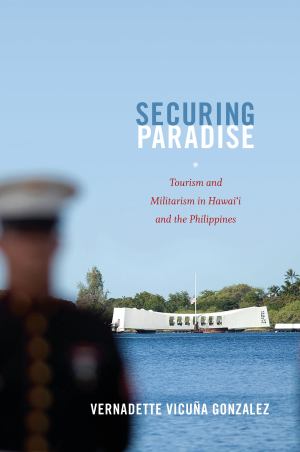 SECURING
PARADISE
Tourism and
Militarism in Hawai‘i
and the Philippines
VERNADETTE VICUÑA GONZALEZ